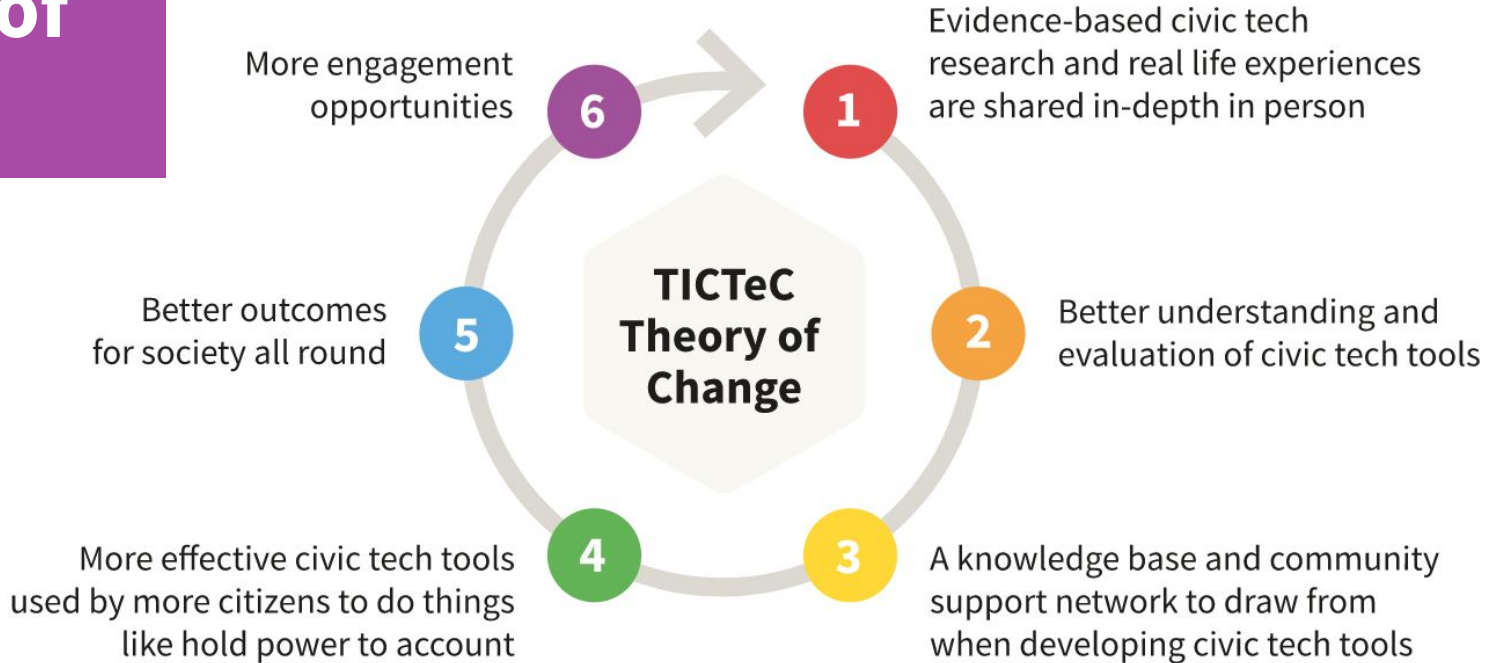 of
TICTeC
Theory of
Change
1
Evidence-based civic tech
research and real life experiences
are shared in-depth in person
2
Better understanding and
evaluation of civic tech tools
3
A knowledge base and community
support network to draw from
when developing civic tech tools
4
More effective civic tech tools
used by more citizens to do things
like hold power to account
5
Better outcomes
for society all round
6
More engagement
opportunities